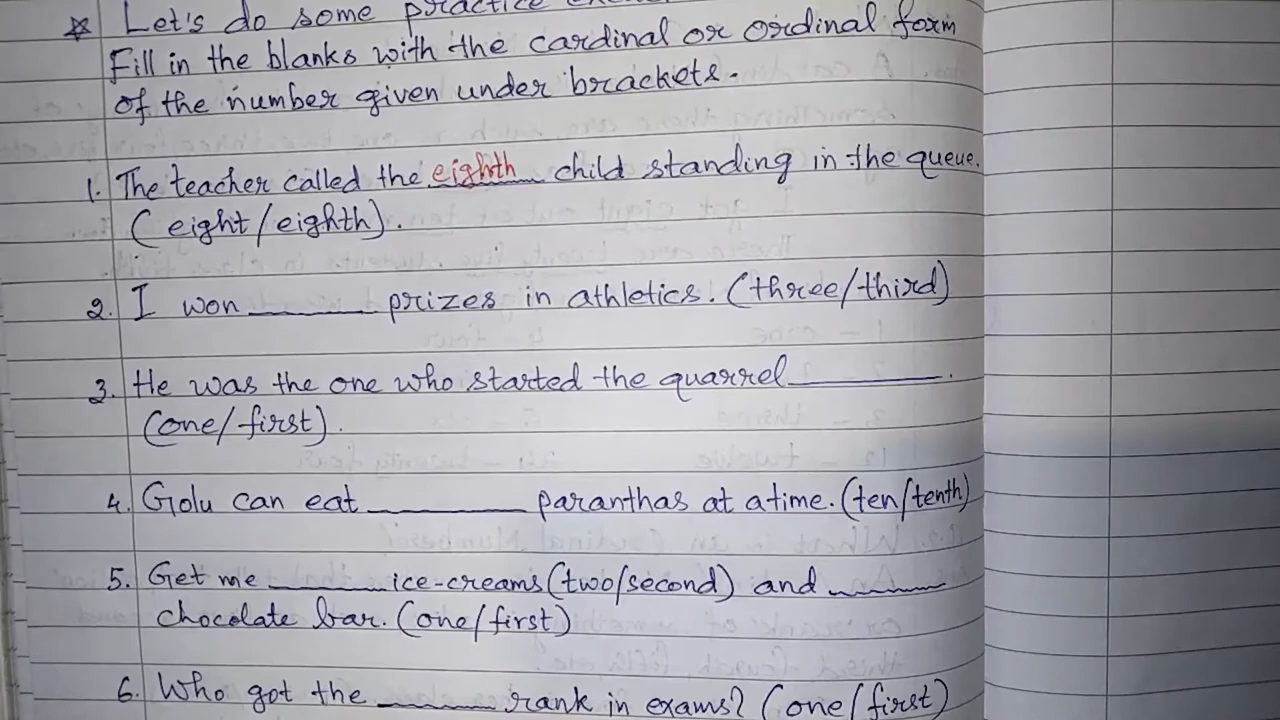 ☆ Let's do some practice
Fill in the blanks with the cardinal or ordinal form
of the number given under brackets.
1. The teacher called the eighth child standing in the queue.
(eight/eighth).
2. I won ______ prizes in athletics. (three/third)
3. He was the one who started the quarrel ______.
(one/first).
4. Golu can eat ______ paranthas at a time. (ten/tenth)
5. Get me ______ ice-creams (two/second) and ______
chocolate bar. (one/first)
6. Who got the ______ rank in exams? (one/first)